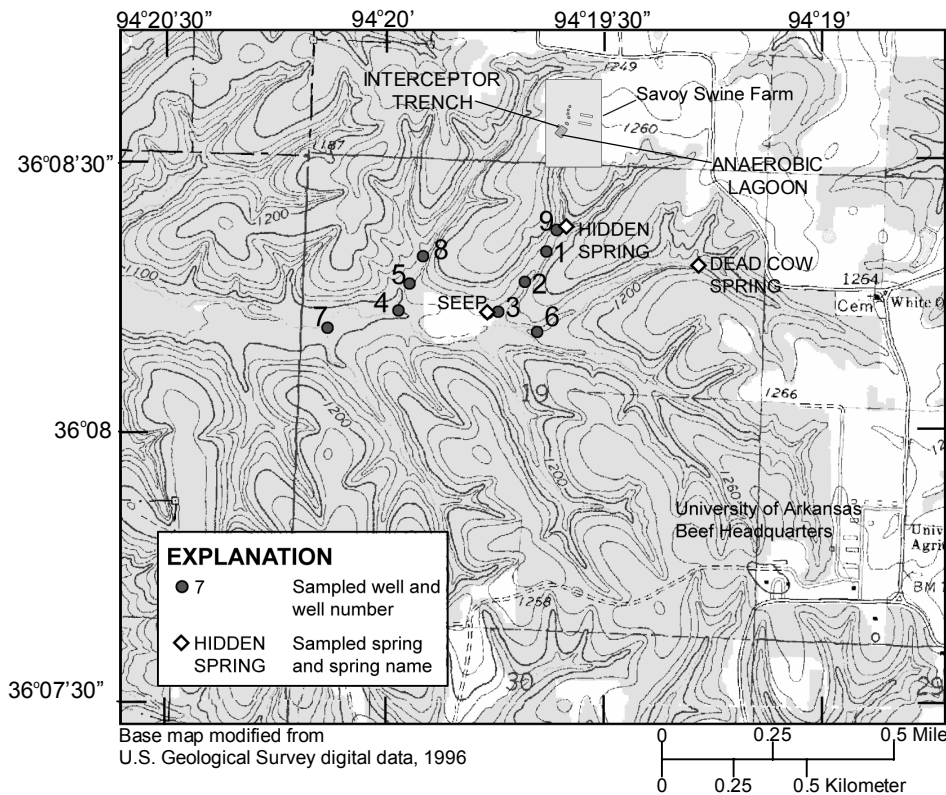 94°20'30"
94°20'
94°19'30"
94°19'
INTERCEPTOR
TRENCH
1249
Savoy Swine Farm
1260
36°08'30"
1187
ANAEROBIC
LAGOON
200
9
HIDDEN
SPRING
1
8
DEAD COW
SPRING
1100
5
2
1200
1264
4
SEEP
3
Cem
White O
7
6
1266
19
36°08'
1200
1200
1260
University of Arkansas
Beef Headquarters
Univ
Agri
EXPLANATION
7 Sampled well and
well number
HIDDEN Sampled spring
SPRING and spring name
1258
BM
30
29
36°07'30"
Base map modified from
U.S. Geological Survey digital data, 1996
0 0.25 0.5 Mile
0 0.25 0.5 Kilometer